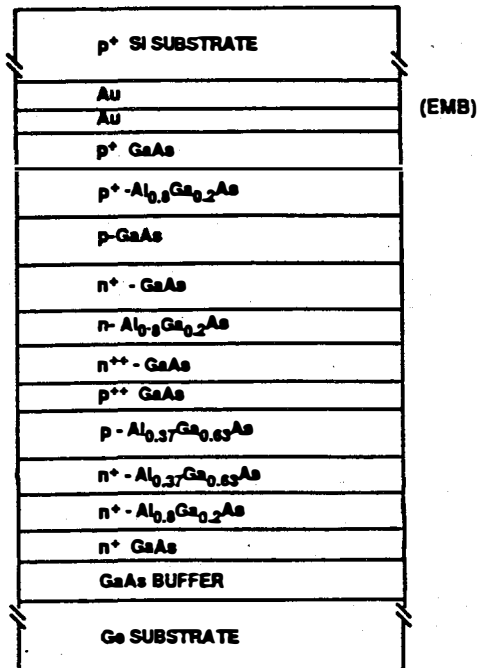 p⁺ SI SUBSTRATE
Au
(EMB)
Au
p⁺ GaAs
p⁺-Al₀.₈Ga₀.₂As
p-GaAs
n⁺ - GaAs
n- Al₀-₈Ga₀.₂As
n⁺⁺ - GaAs
p⁺⁺ GaAs
p - Al₀.₃₇Ga₀.₆₃As
n⁺ - Al₀.₃₇Ga₀.₆₃As
n⁺ - Al₀.₈Ga₀.₂As
n⁺ GaAs
GaAs BUFFER
Ge SUBSTRATE